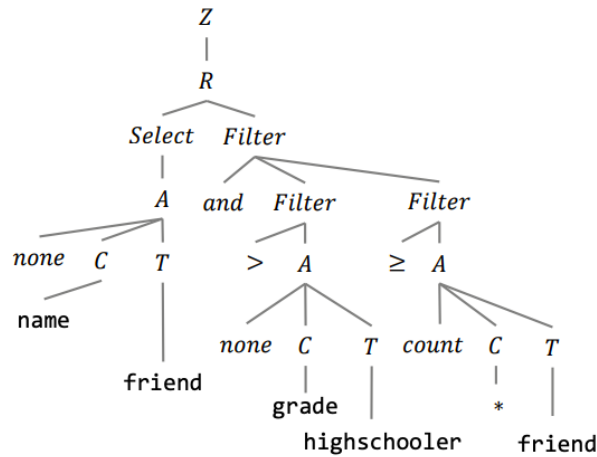 Z
R
Select Filter
A and Filter Filter
none C T > A ≥ A
name
none C T count C T
friend
grade *
highschooler friend